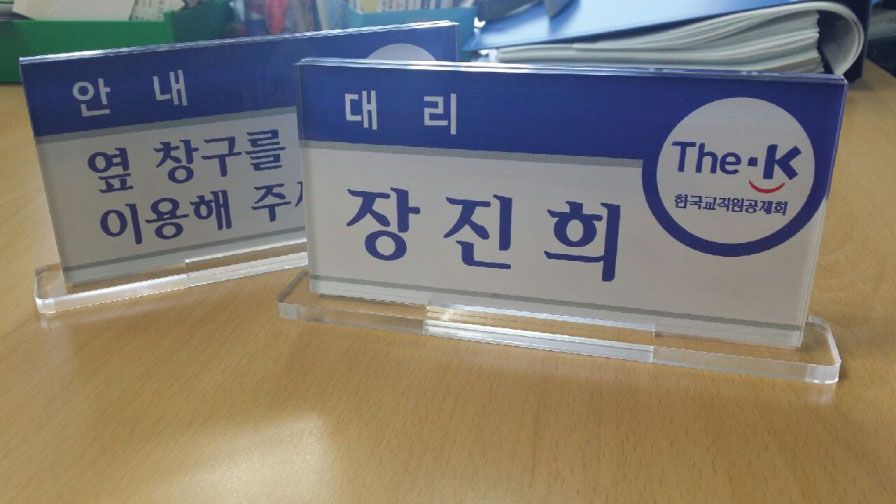 안 내
옆 창구를
이용해
대 리
장진희
The·K
한국교직원공제회